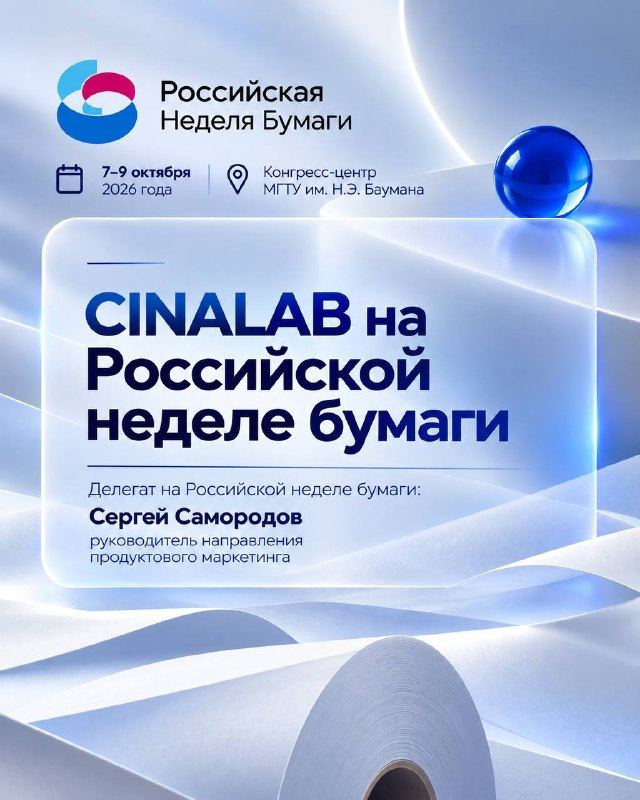 Российская
Неделя Бумаги
7–9 октября
2026 года
Конгресс-центр
МГТУ им. Н.Э. Баумана
CINALAB на
Российской
неделе бумаги
Делегат на Российской неделе бумаги:
Сергей Самородов
руководитель направления
продуктового маркетинга